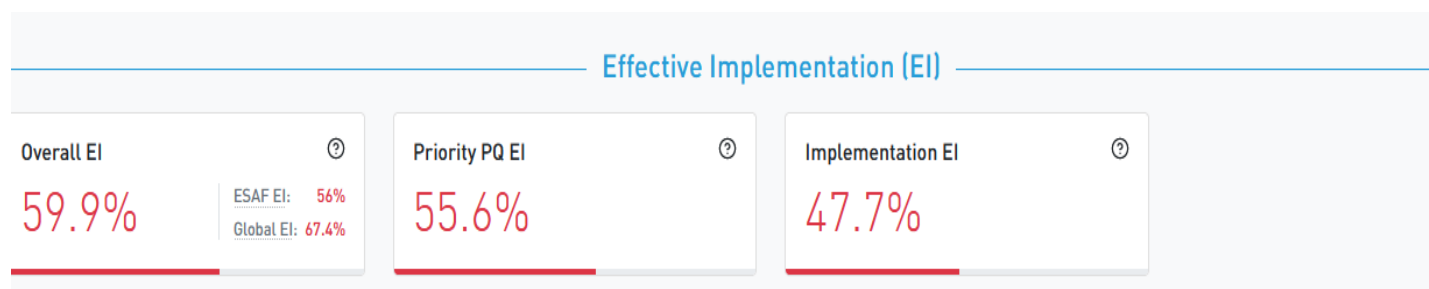 Effective Implementation (EI)
Overall EI
59.9%
ESAF EI: 56%
Global EI: 67.4%
Priority PQ EI
55.6%
Implementation EI
47.7%